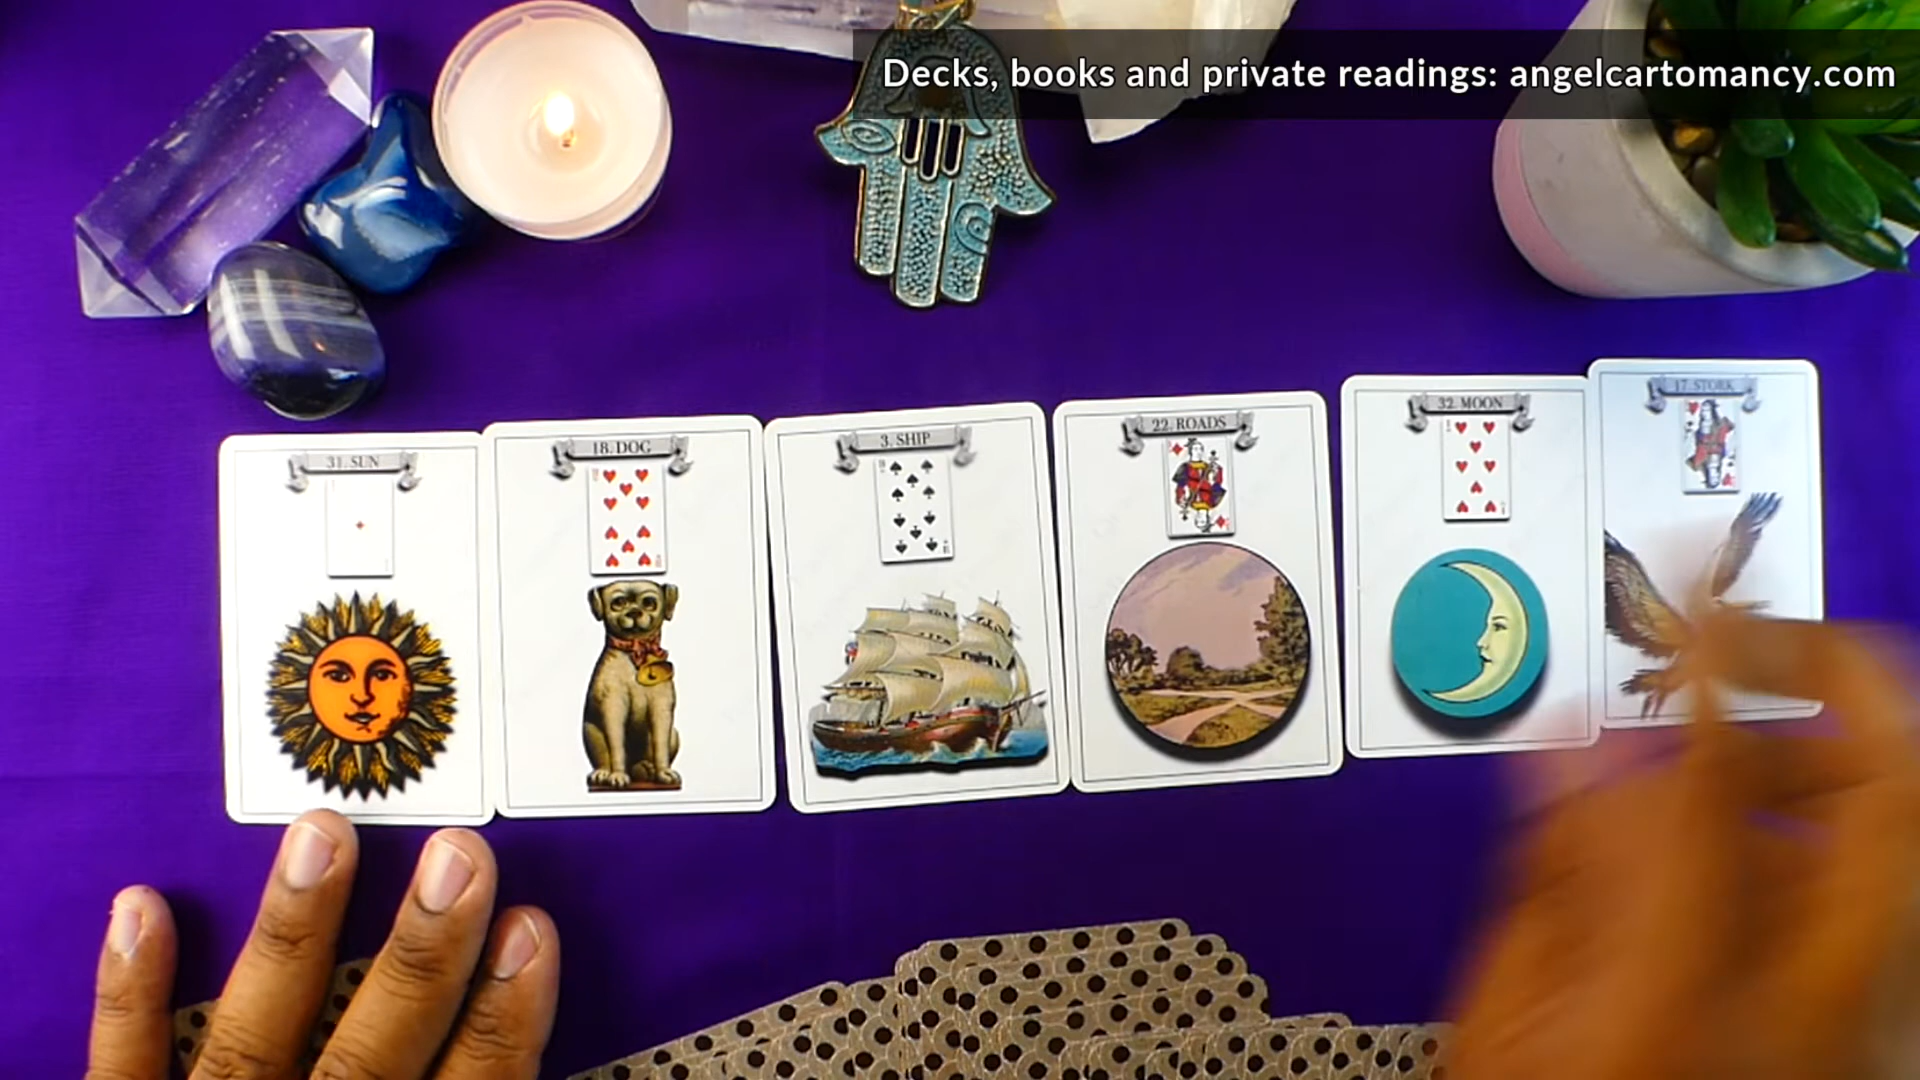 Decks, books and private readings: angelcartomancy.com
31. SUN
18. DOG
3. SHIP
22. ROADS
32. MOON
17. STORK